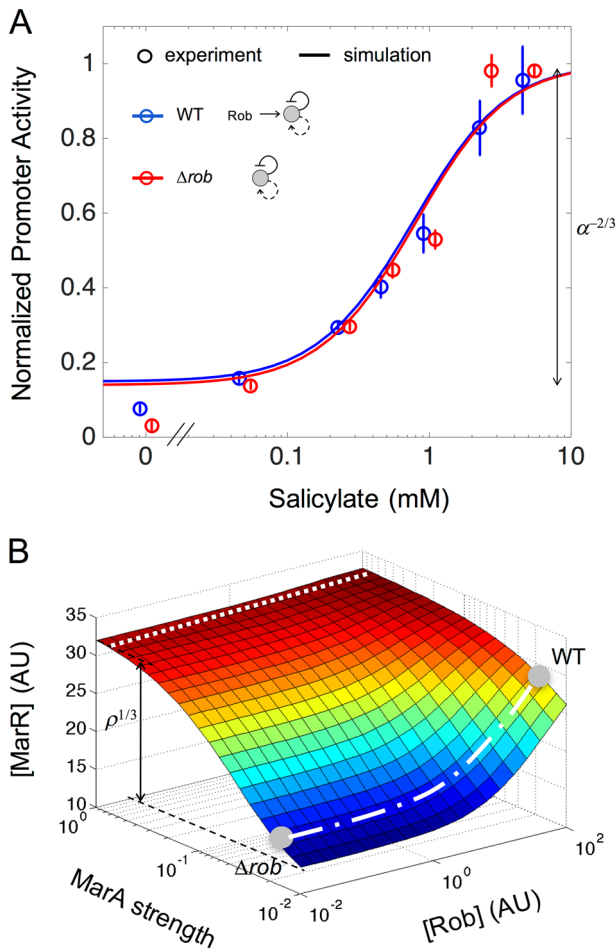 A
experiment
simulation
WT
Rob
Δrob
Normalized Promoter Activity
1
0.8
0.6
0.4
0.2
0
α^{-2/3}
0 0.1 1 10
Salicylate (mM)
B
[MarR] (AU)
35
30
25
20
15
10
ρ^{1/3}
WT
Δrob
10^0
10^{-1}
10^{-2}
MarA strength
10^{-2}
10^0
10^2
[Rob] (AU)